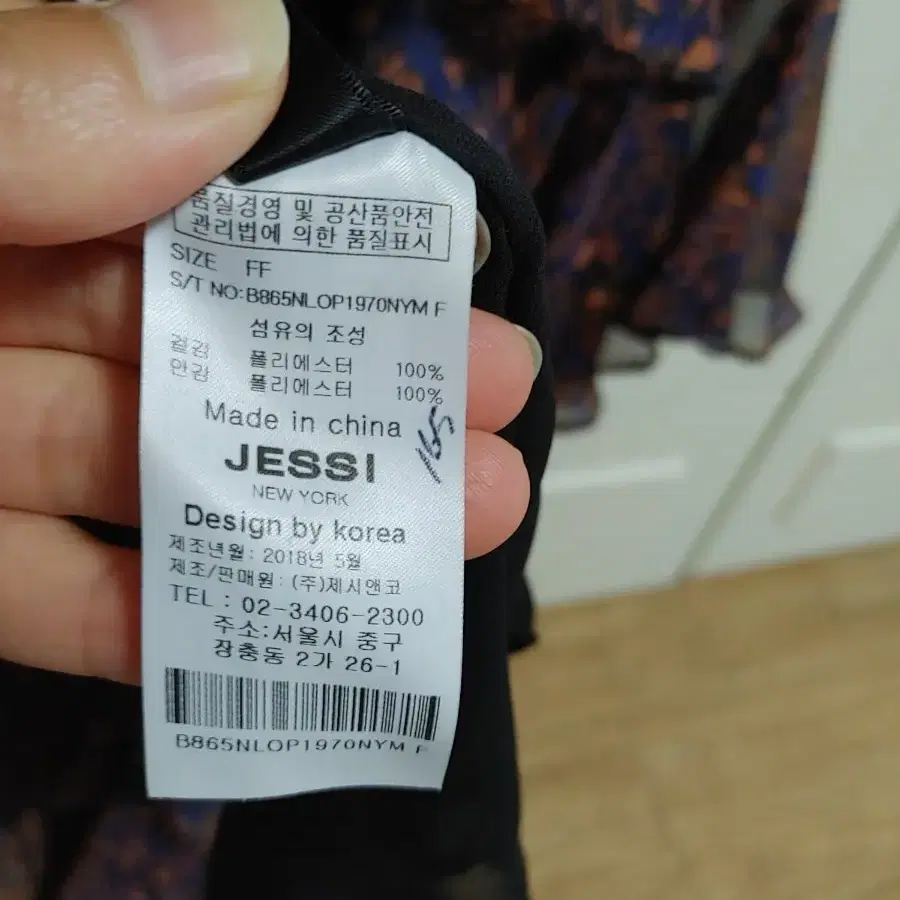 품질경영 및 공산품안전
관리법에 의한 품질표시
SIZE FF
S/T NO:B865NLOP1970NYM F
섬유의 조성
겉감 폴리에스터 100%
안감 폴리에스터 100%
Made in china
165
JESSI
NEW YORK
Design by korea
제조년월 : 2018년 5월
제조/판매원 : (주)제시앤코
TEL : 02-3406-2300
주소:서울시 중구
장충동 2가 26-1
B865NLOP1970NYM F